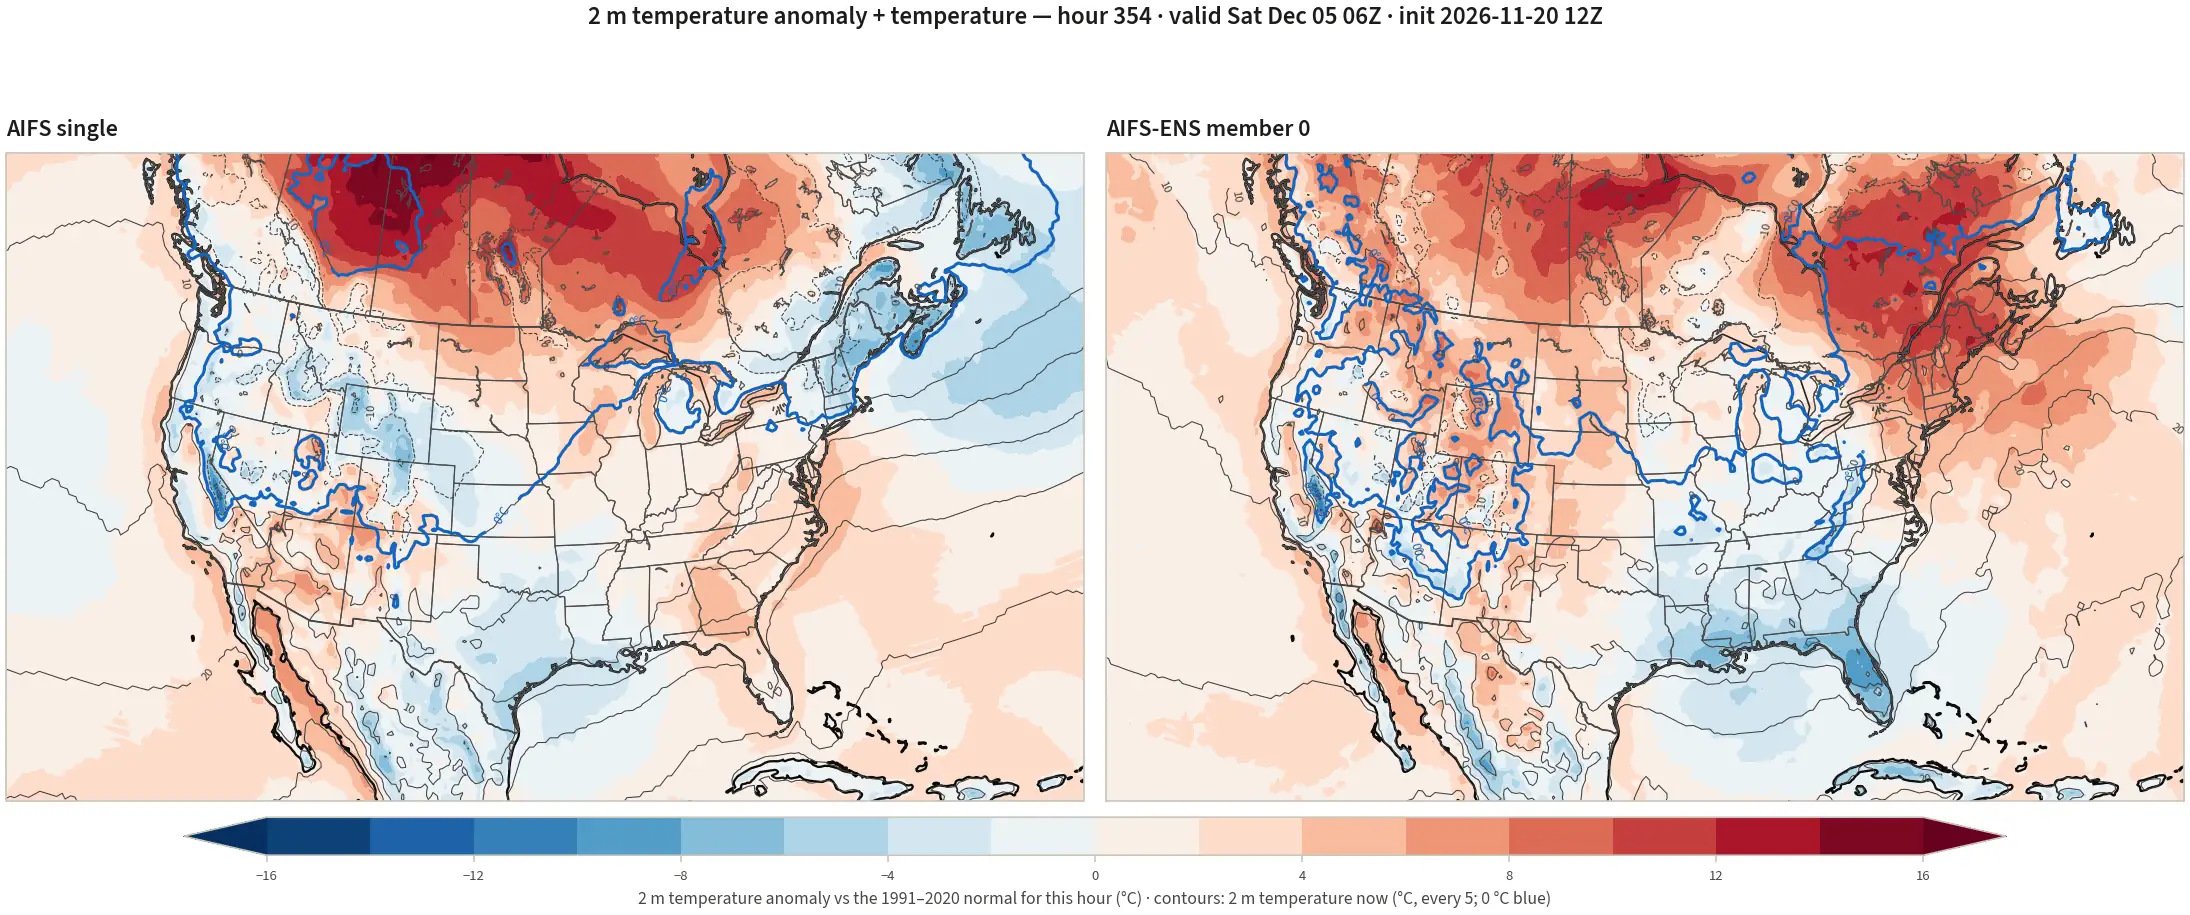 2 m temperature anomaly + temperature — hour 354 · valid Sat Dec 05 06Z · init 2026-11-20 12Z
AIFS single
AIFS-ENS member 0
−16 −12 −8 −4 0 4 8 12 16
2 m temperature anomaly vs the 1991–2020 normal for this hour (°C) · contours: 2 m temperature now (°C, every 5; 0 °C blue)